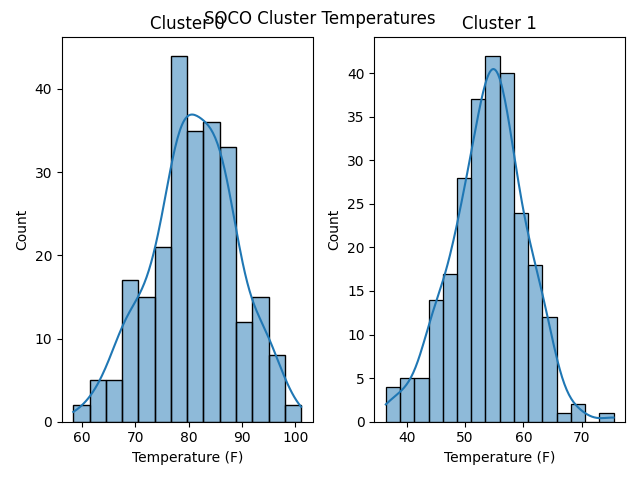 SOCO Cluster Temperatures
Cluster 0
Cluster 1
Count
40
30
20
10
0
60 70 80 90 100
Temperature (F)
Count
40
35
30
25
20
15
10
5
0
40 50 60 70
Temperature (F)